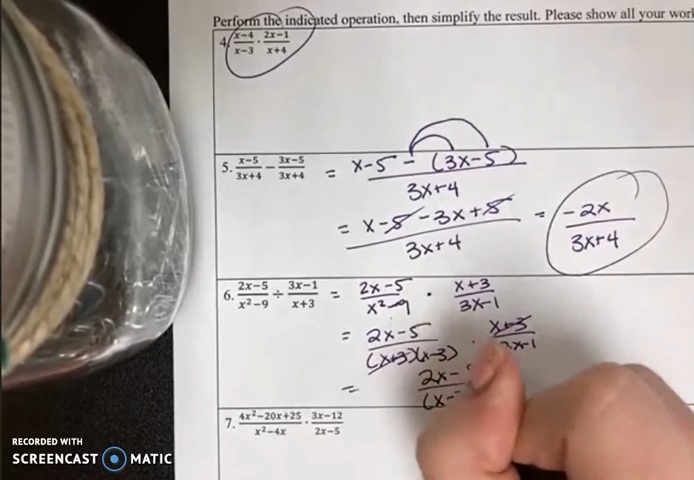 Perform the indicated operation, then simplify the result. Please show all your work
4. x−4/x−3 · 2x−1/x+4
5. x−5/3x+4 − 3x−5/3x+4 = x-5 - (3x-5)/3x+4
= x-5-3x+5/3x+4 = -2x/3x+4
6. 2x−5/x²−9 ÷ 3x−1/x+3 = 2x-5/x²-9 · x+3/3x-1
= 2x-5/(x+3)(x-3) · x+3/3x-1
= 2x-/(x-
7. 4x²−20x+25/x²−4x · 3x−12/2x−5
RECORDED WITH
SCREENCAST MATIC